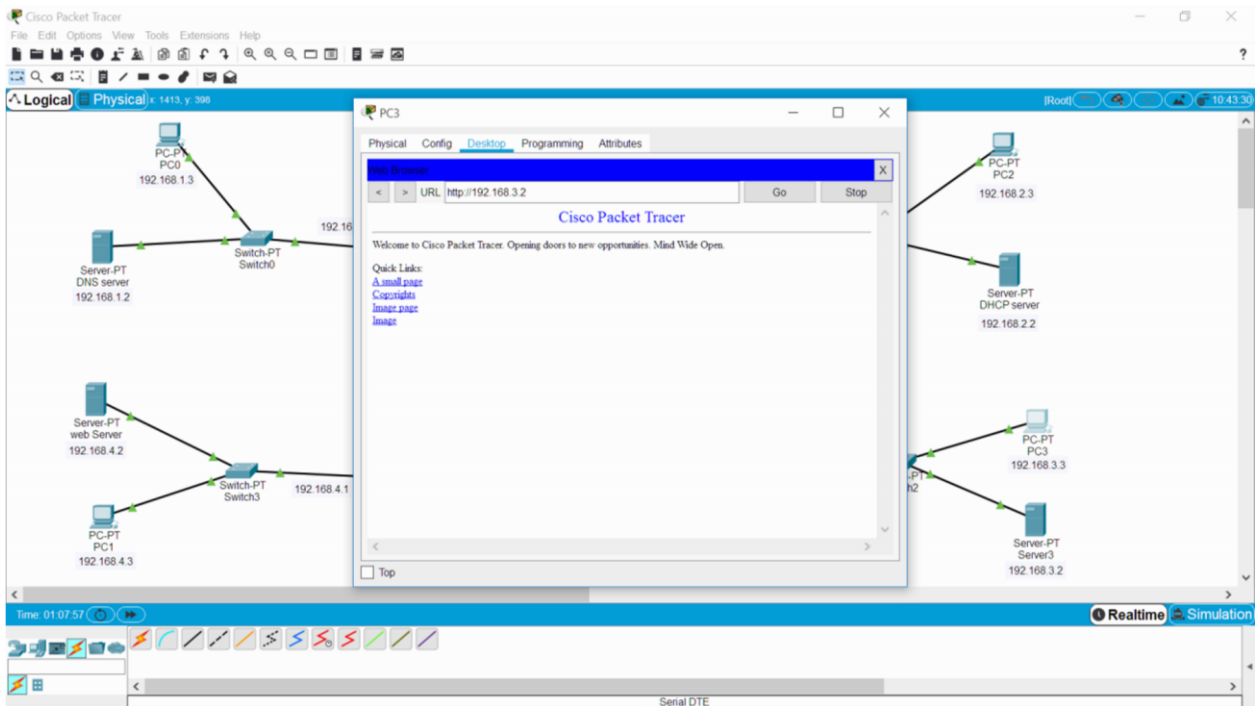 Cisco Packet Tracer
File Edit Options View Tools Extensions Help
?
Logical Physical x: 1413, y: 398
[Root] 10:43:30
PC-PT
PC0
192.168.1.3
Server-PT
DNS server
192.168.1.2
Switch-PT
Switch0
192.16
Server-PT
web Server
192.168.4.2
Switch-PT
Switch3
192.168.4.1
PC-PT
PC1
192.168.4.3
PC3
Physical Config Desktop Programming Attributes
Web Browser X
< > URL http://192.168.3.2 Go Stop
Cisco Packet Tracer
Welcome to Cisco Packet Tracer. Opening doors to new opportunities. Mind Wide Open.
Quick Links:
A small page
Copyrights
Image page
Image
Top
PC-PT
PC2
192.168.2.3
Server-PT
DHCP server
192.168.2.2
PC-PT
PC3
192.168.3.3
-PT
h2
Server-PT
Server3
192.168.3.2
Time: 01:07:57
Realtime Simulation
Serial DTE